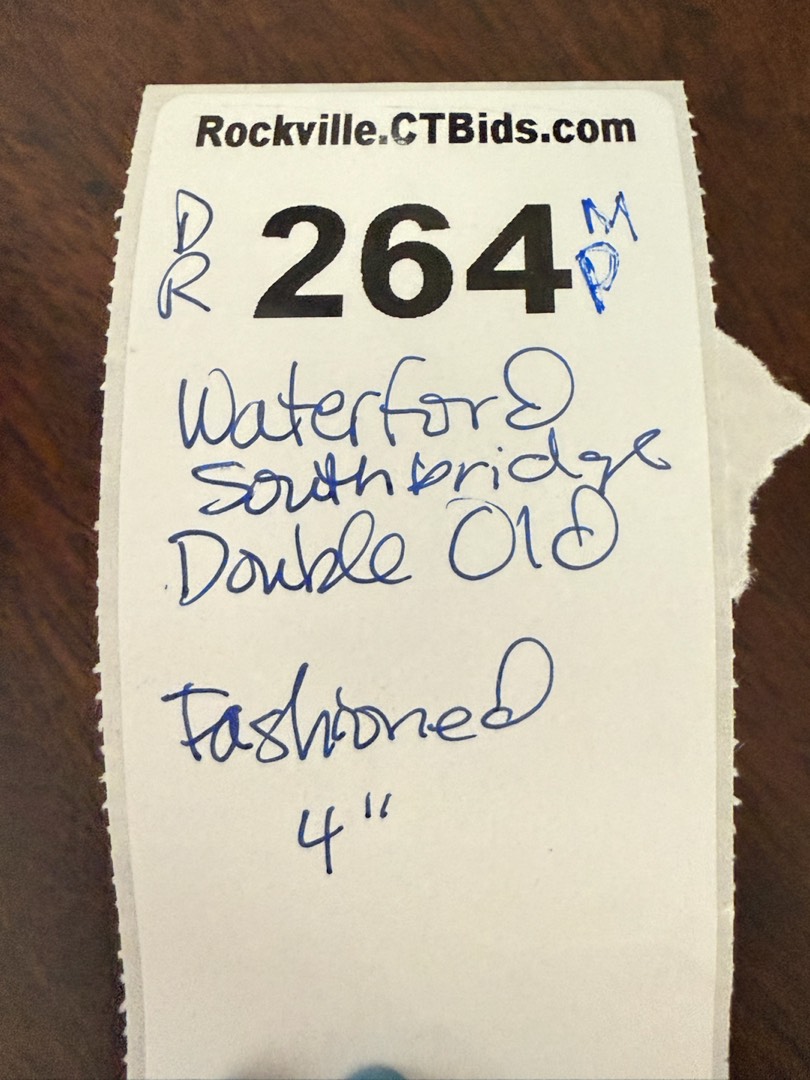 Rockville.CTBids.com
D 264 M
R P
Waterford
Southbridge
Double Old
Fashioned
4"